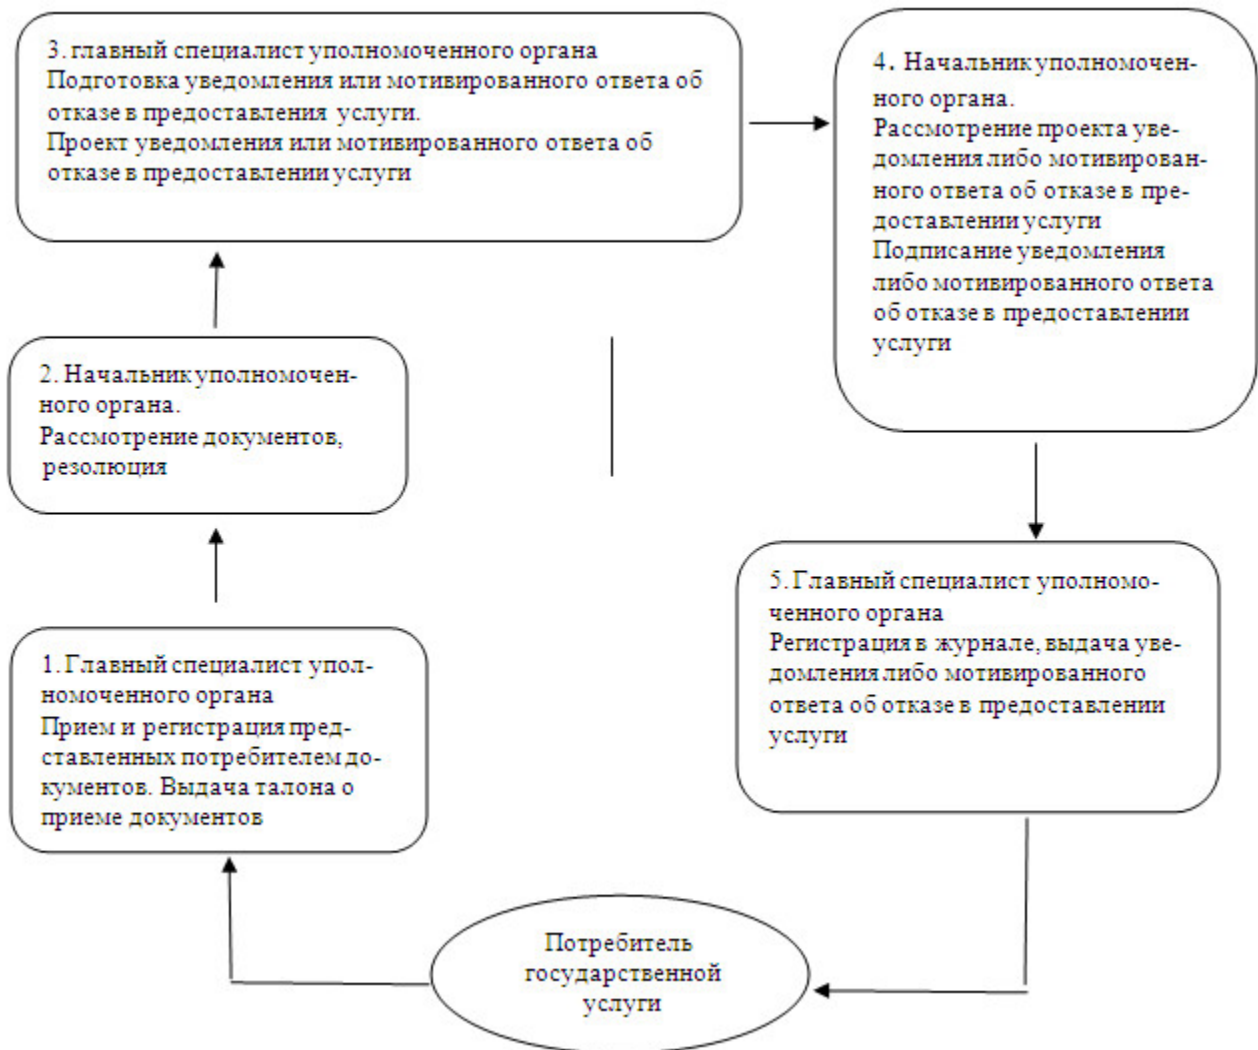 3. главный специалист уполномоченного органа
Подготовка уведомления или мотивированного ответа об
отказе в предоставления услуги.
Проект уведомления или мотивированного ответа об
отказе в предоставлении услуги
4. Начальник уполномочен-
ного органа.
Рассмотрение проекта уве-
домления либо мотивирован-
ного ответа об отказе в пре-
доставлении услуги
Подписание уведомления
либо мотивированного ответа
об отказе в предоставлении
услуги
2. Начальник уполномочен-
ного органа.
Рассмотрение документов,
резолюция
5. Главный специалист уполномо-
ченного органа
Регистрация в журнале, выдача уве-
домления либо мотивированного
ответа об отказе в предоставлении
услуги
1. Главный специалист упол-
номоченного органа
Прием и регистрация пред-
ставленных потребителем до-
кументов. Выдача талона о
приеме документов
Потребитель
государственной
услуги